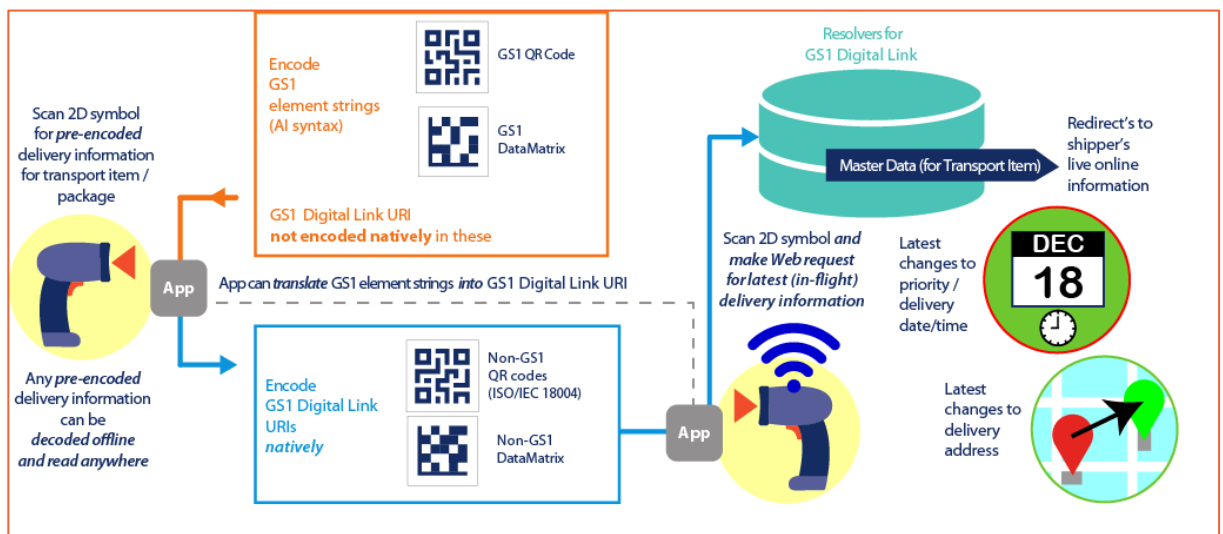 Scan 2D symbol
for pre-encoded
delivery information
for transport item /
package
App
Any pre-encoded
delivery information
can be
decoded offline
and read anywhere
Encode
GS1
element strings
(AI syntax)
GS1 QR Code
GS1
DataMatrix
GS1 Digital Link URI
not encoded natively in these
App can translate GS1 element strings into GS1 Digital Link URI
Encode
GS1 Digital Link
URIs
natively
Non-GS1
QR codes
(ISO/IEC 18004)
Non-GS1
DataMatrix
App
Scan 2D symbol and
make Web request
for latest (in-flight)
delivery information
Resolvers for
GS1 Digital Link
Master Data (for Transport Item)
Redirect's to
shipper's
live online
information
Latest
changes to
priority /
delivery
date/time
DEC
18
Latest
changes to
delivery
address